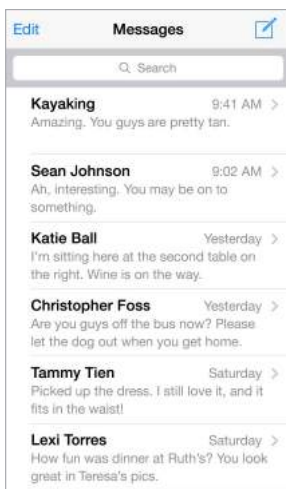 Edit Messages
Search
Kayaking 9:41 AM
Amazing. You guys are pretty tan.
Sean Johnson 9:02 AM
Ah, interesting. You may be on to
something.
Katie Ball Yesterday
I'm sitting here at the second table on
the right. Wine is on the way.
Christopher Foss Yesterday
Are you guys off the bus now? Please
let the dog out when you get home.
Tammy Tien Saturday
Picked up the dress. I still love it, and it
fits in the waist!
Lexi Torres Saturday
How fun was dinner at Ruth's? You look
great in Teresa's pics.